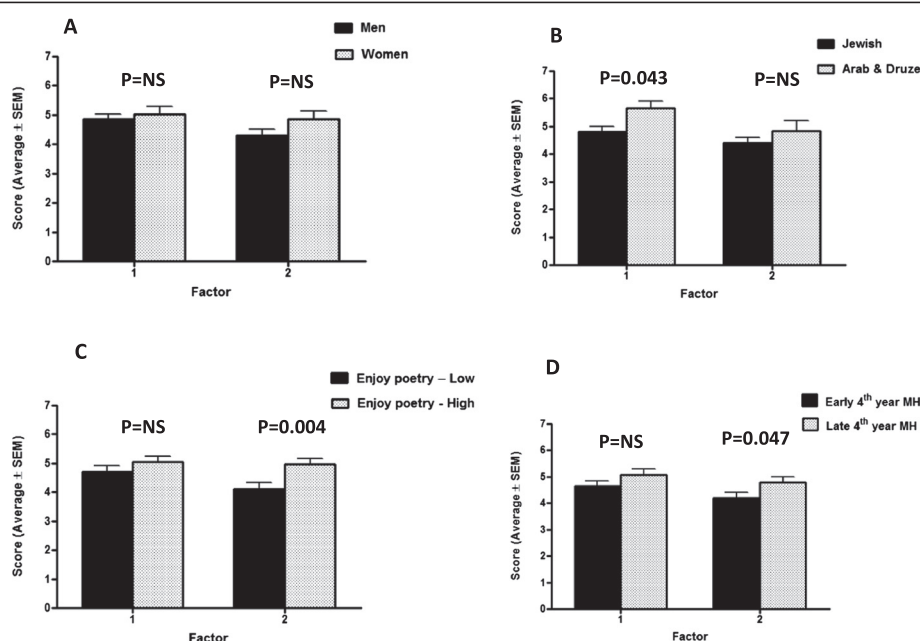 A
Men
Women
P=NS
P=NS
Score (Average ± SEM)
7
6
5
4
3
2
1
0
1
2
Factor
B
Jewish
Arab & Druze
P=0.043
P=NS
Score (Average ± SEM)
7
6
5
4
3
2
1
0
1
2
Factor
C
Enjoy poetry – Low
Enjoy poetry - High
P=NS
P=0.004
Score (Average ± SEM)
7
6
5
4
3
2
1
0
1
2
Factor
D
Early 4th year MH
Late 4th year MH
P=NS
P=0.047
Score (Average ± SEM)
7
6
5
4
3
2
1
0
1
2
Factor